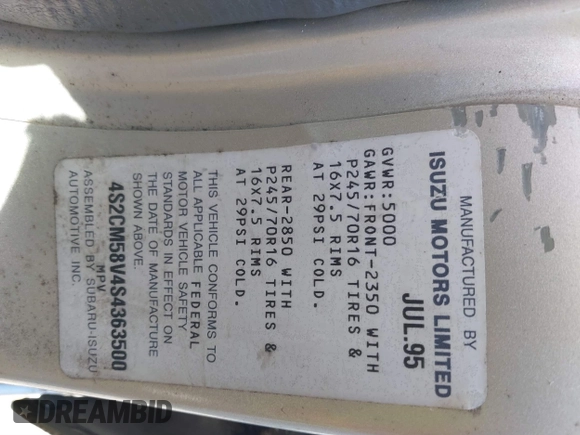 MANUFACTURED BY
ISUZU MOTORS LIMITED
JUL.95
GVWR:5000
GAWR:FRONT-2350 WITH
P245/70R16 TIRES &
16X7.5 RIMS
AT 29PSI COLD.
REAR-2850 WITH
P245/70R16 TIRES &
16X7.5 RIMS
AT 29PSI COLD.
THIS VEHICLE CONFORMS TO
ALL APPLICABLE FEDERAL
MOTOR VEHICLE SAFETY
STANDARDS IN EFFECT ON
THE DATE OF MANUFACTURE
SHOWN ABOVE.
4S2CM58V4S4363500
MPV
ASSEMBLED BY SUBARU-ISUZU
AUTOMOTIVE INC.
DREAMBID